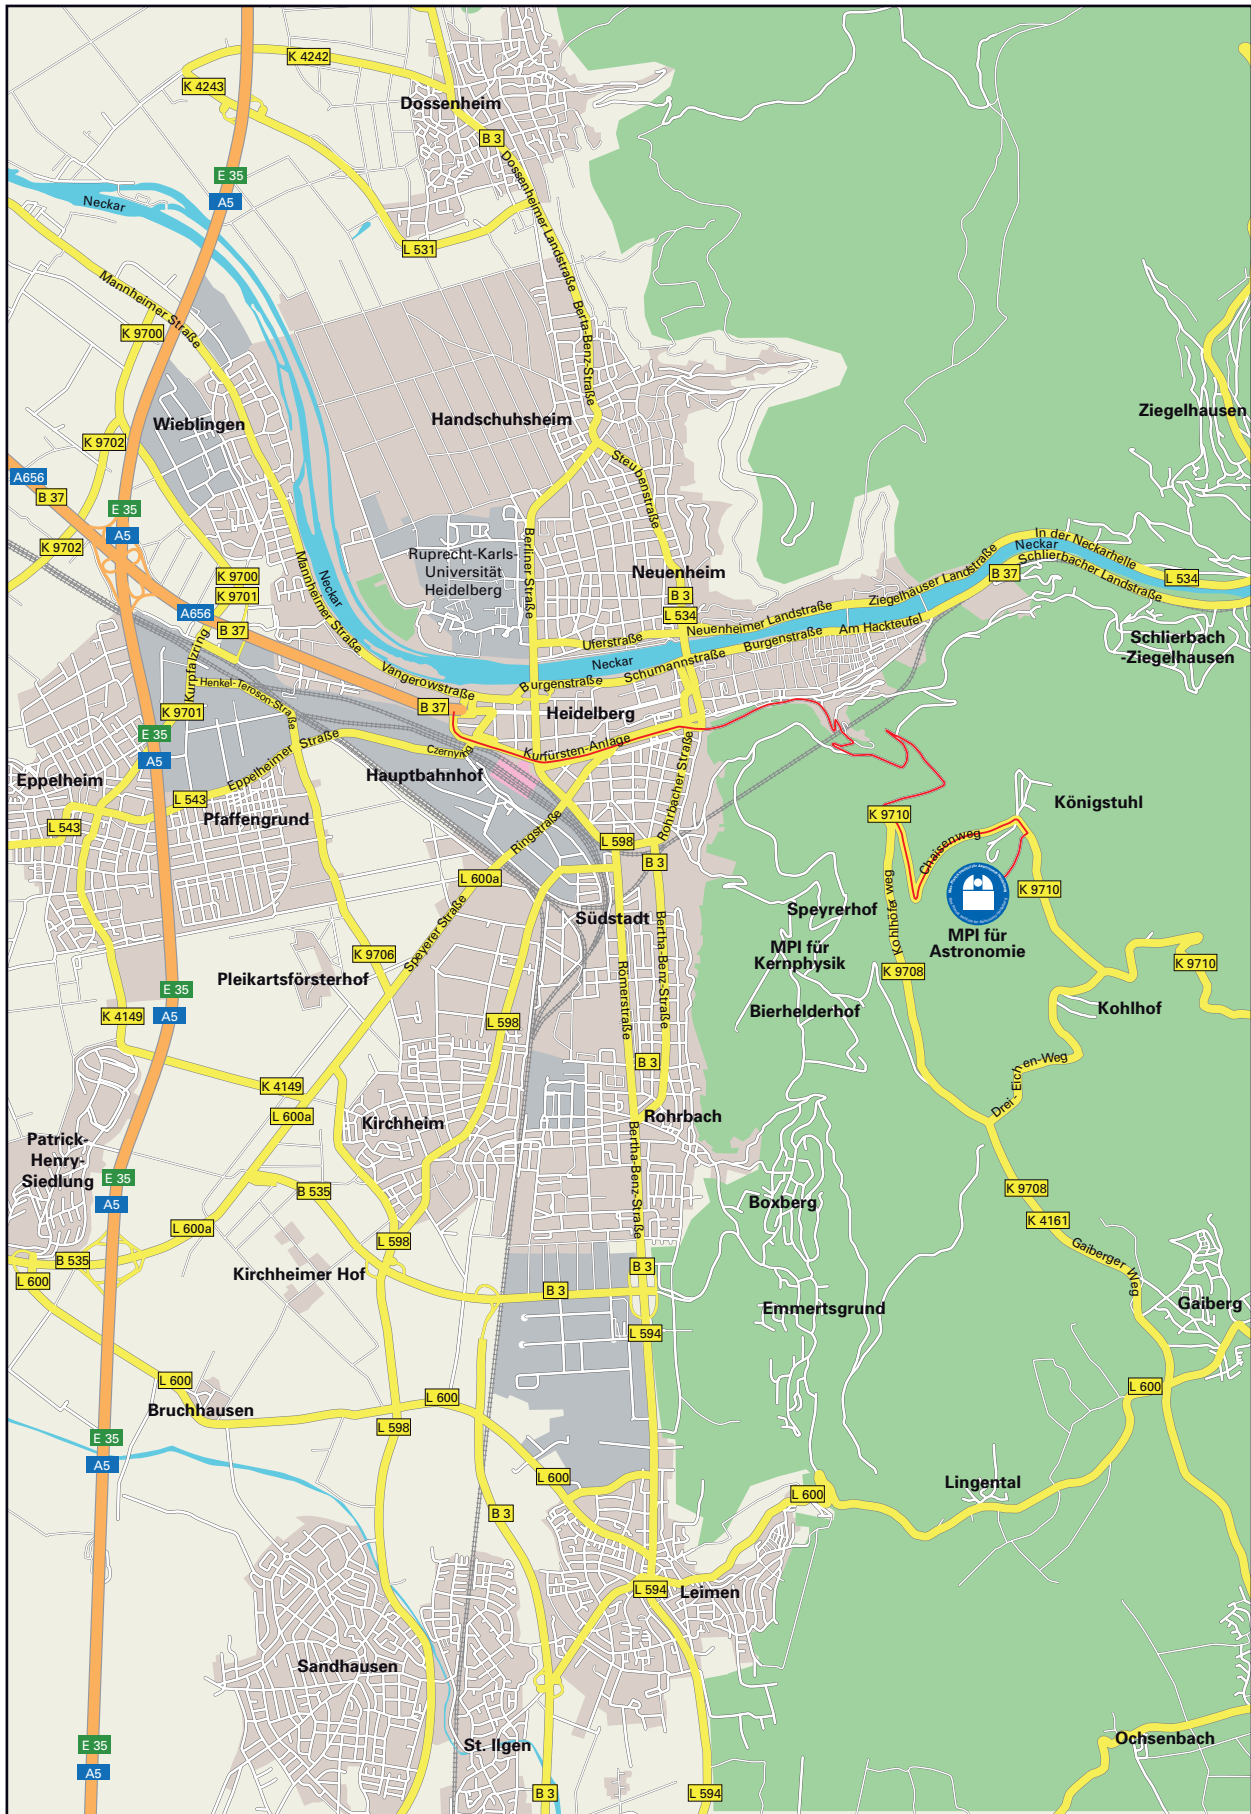 K 4242
K 4243
Dossenheim
B 3
Dossenheimer Landstraße
E 35
A5
Neckar
L 531
Mannheimer Straße
Berta-Benz-Straße
K 9700
Ziegelhausen
Handschuhsheim
Wieblingen
K 9702
Steubenstraße
A656
B 37
E 35
A5
K 9702
Berliner Straße
Ruprecht-Karls-
Universität
Heidelberg
In der Neckarhelle
Neckar
Schlierbacher Landstraße
Ziegelhäuser Landstraße
B 37
L 534
Mannheimer Straße
Neckar
K 9700
K 9701
Neuenheim
B 3
L 534
A656
B 37
Neuenheimer Landstraße
Uferstraße
Am Hackteufel
Burgenstraße
Schlierbach
-Ziegelhausen
Kurpfalzring
Neckar
Schumannstraße
Vangerowstraße
Burgenstraße
Henkel-Teroson-Straße
K 9701
B 37
Heidelberg
E 35
A5
Eppelheimer Straße
Czernyrg
Kurfürsten-Anlage
Rohrbacher Straße
Hauptbahnhof
Eppelheim
L 543
Pfaffengrund
L 543
Königstuhl
K 9710
Ringstraße
L 598
B 3
Chaisenweg
L 600a
K 9710
Kohlhofa weg
Speyrerhof
Südstadt
MPI für
Astronomie
MPI für
Kernphysik
Speyerer Straße
Bertha-Benz-Straße
Römerstraße
K 9706
K 9708
K 9710
Pleikartsförsterhof
E 35
A5
K 4149
Bierhelderhof
Kohlhof
L 598
B 3
Drei-Eichen-Weg
K 4149
L 600a
Kirchheim
Rohrbach
Patrick-
Henry-
Siedlung
E 35
A5
Bertha-Benz-Straße
B 535
K 9708
Boxberg
K 4161
L 600a
L 598
Gaiberger Weg
B 535
L 600
Kirchheimer Hof
B 3
B 3
Emmertsgrund
Gaiberg
L 594
L 600
L 600
L 600
Bruchhausen
L 598
E 35
A5
L 600
L 600
Lingental
B 3
L 594
Leimen
Sandhausen
St. Ilgen
Ochsenbach
E 35
A5
B 3
L 594